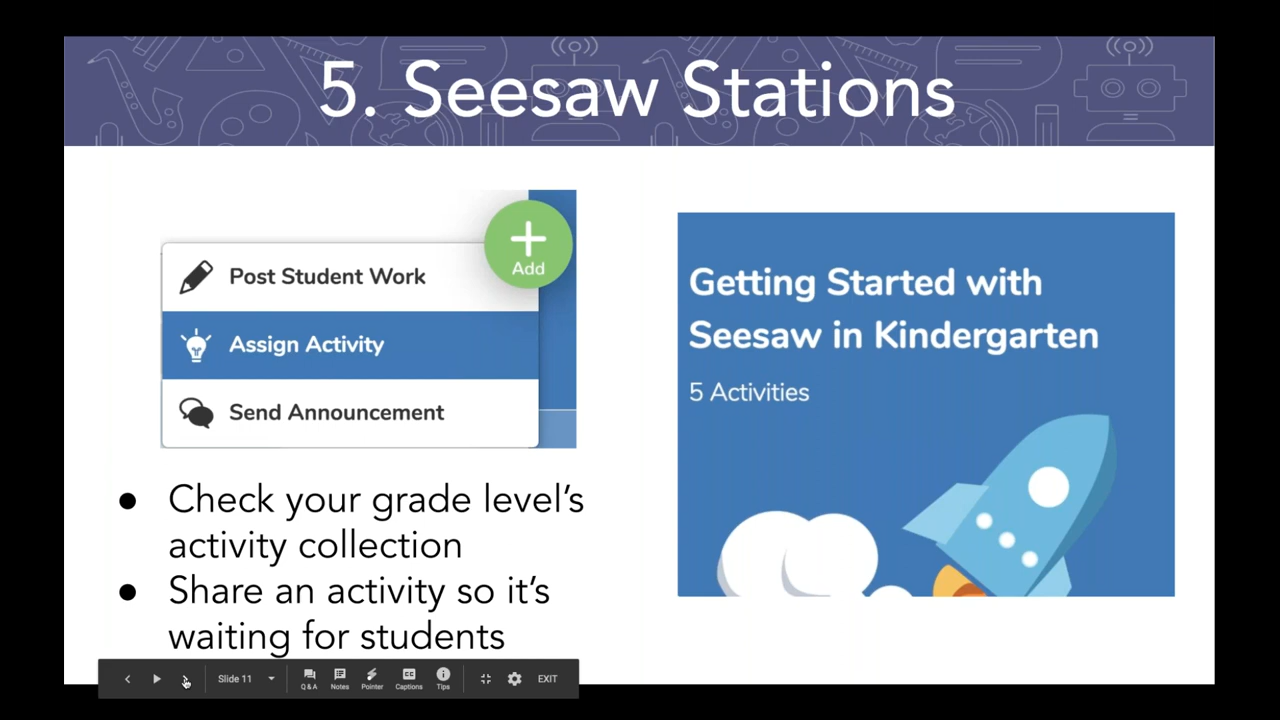 5. Seesaw Stations
Add
Post Student Work
Assign Activity
Send Announcement
● Check your grade level's
activity collection
● Share an activity so it's
waiting for students
Getting Started with
Seesaw in Kindergarten
5 Activities
Slide 11
Q & A
Notes
Pointer
CC
Captions
Tips
EXIT